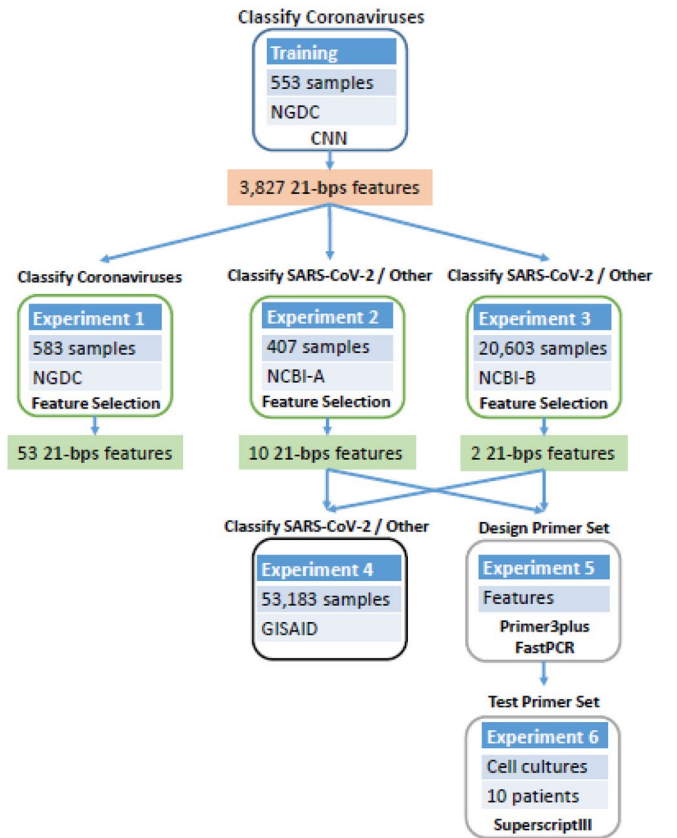 Classify Coronaviruses
Training
553 samples
NGDC
CNN
3,827 21-bps features
Classify Coronaviruses
Experiment 1
583 samples
NGDC
Feature Selection
53 21-bps features
Classify SARS-CoV-2 / Other
Experiment 2
407 samples
NCBI-A
Feature Selection
10 21-bps features
Classify SARS-CoV-2 / Other
Experiment 3
20,603 samples
NCBI-B
Feature Selection
2 21-bps features
Classify SARS-CoV-2 / Other
Experiment 4
53,183 samples
GISAID
Design Primer Set
Experiment 5
Features
Primer3plus
FastPCR
Test Primer Set
Experiment 6
Cell cultures
10 patients
SuperscriptIII